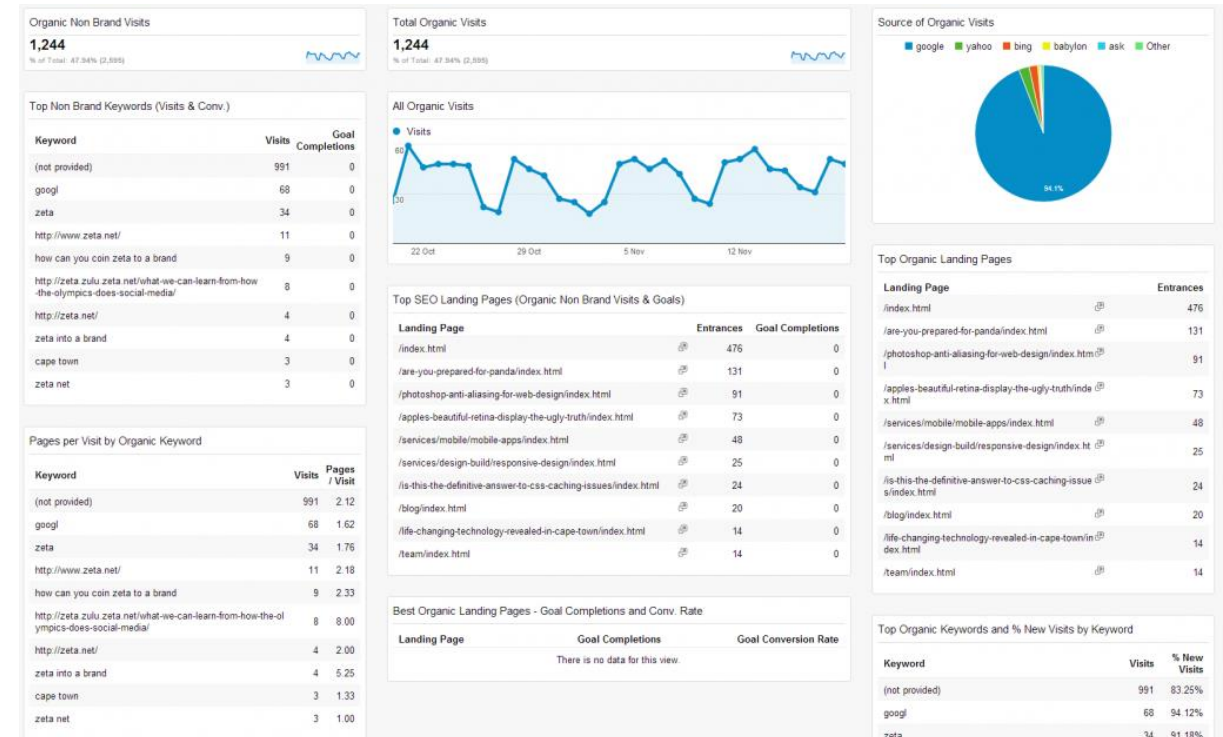 Organic Non Brand Visits
1,244
% of Total: 47.94% (2,595)
Top Non Brand Keywords (Visits & Conv.)
Keyword Visits Goal Completions
(not provided) 991 0
googl 68 0
zeta 34 0
http://www.zeta.net/ 11 0
how can you coin zeta to a brand 9 0
http://zeta.zulu.zeta.net/what-we-can-learn-from-how
-the-olympics-does-social-media/ 8 0
http://zeta.net/ 4 0
zeta into a brand 4 0
cape town 3 0
zeta net 3 0
Pages per Visit by Organic Keyword
Keyword Visits Pages / Visit
(not provided) 991 2.12
googl 68 1.62
zeta 34 1.76
http://www.zeta.net/ 11 2.18
how can you coin zeta to a brand 9 2.33
http://zeta.zulu.zeta.net/what-we-can-learn-from-how-the-ol
ympics-does-social-media/ 8 8.00
http://zeta.net/ 4 2.00
zeta into a brand 4 5.25
cape town 3 1.33
zeta net 3 1.00
Total Organic Visits
1,244
% of Total: 47.94% (2,595)
All Organic Visits
Visits
60
30
22 Oct 29 Oct 5 Nov 12 Nov
Top SEO Landing Pages (Organic Non Brand Visits & Goals)
Landing Page Entrances Goal Completions
/index.html 476 0
/are-you-prepared-for-panda/index.html 131 0
/photoshop-anti-aliasing-for-web-design/index.html 91 0
/apples-beautiful-retina-display-the-ugly-truth/index.html 73 0
/services/mobile/mobile-apps/index.html 48 0
/services/design-build/responsive-design/index.html 25 0
/is-this-the-definitive-answer-to-css-caching-issues/index.html 24 0
/blog/index.html 20 0
/life-changing-technology-revealed-in-cape-town/index.html 14 0
/team/index.html 14 0
Best Organic Landing Pages - Goal Completions and Conv. Rate
Landing Page Goal Completions Goal Conversion Rate
There is no data for this view.
Source of Organic Visits
google yahoo bing babylon ask Other
94.1%
Top Organic Landing Pages
Landing Page Entrances
/index.html 476
/are-you-prepared-for-panda/index.html 131
/photoshop-anti-aliasing-for-web-design/index.htm
l 91
/apples-beautiful-retina-display-the-ugly-truth/inde
x.html 73
/services/mobile/mobile-apps/index.html 48
/services/design-build/responsive-design/index.ht
ml 25
/is-this-the-definitive-answer-to-css-caching-issue
s/index.html 24
/blog/index.html 20
/life-changing-technology-revealed-in-cape-town/in
dex.html 14
/team/index.html 14
Top Organic Keywords and % New Visits by Keyword
Keyword Visits % New Visits
(not provided) 991 83.25%
googl 68 94.12%
zeta 34 91.18%